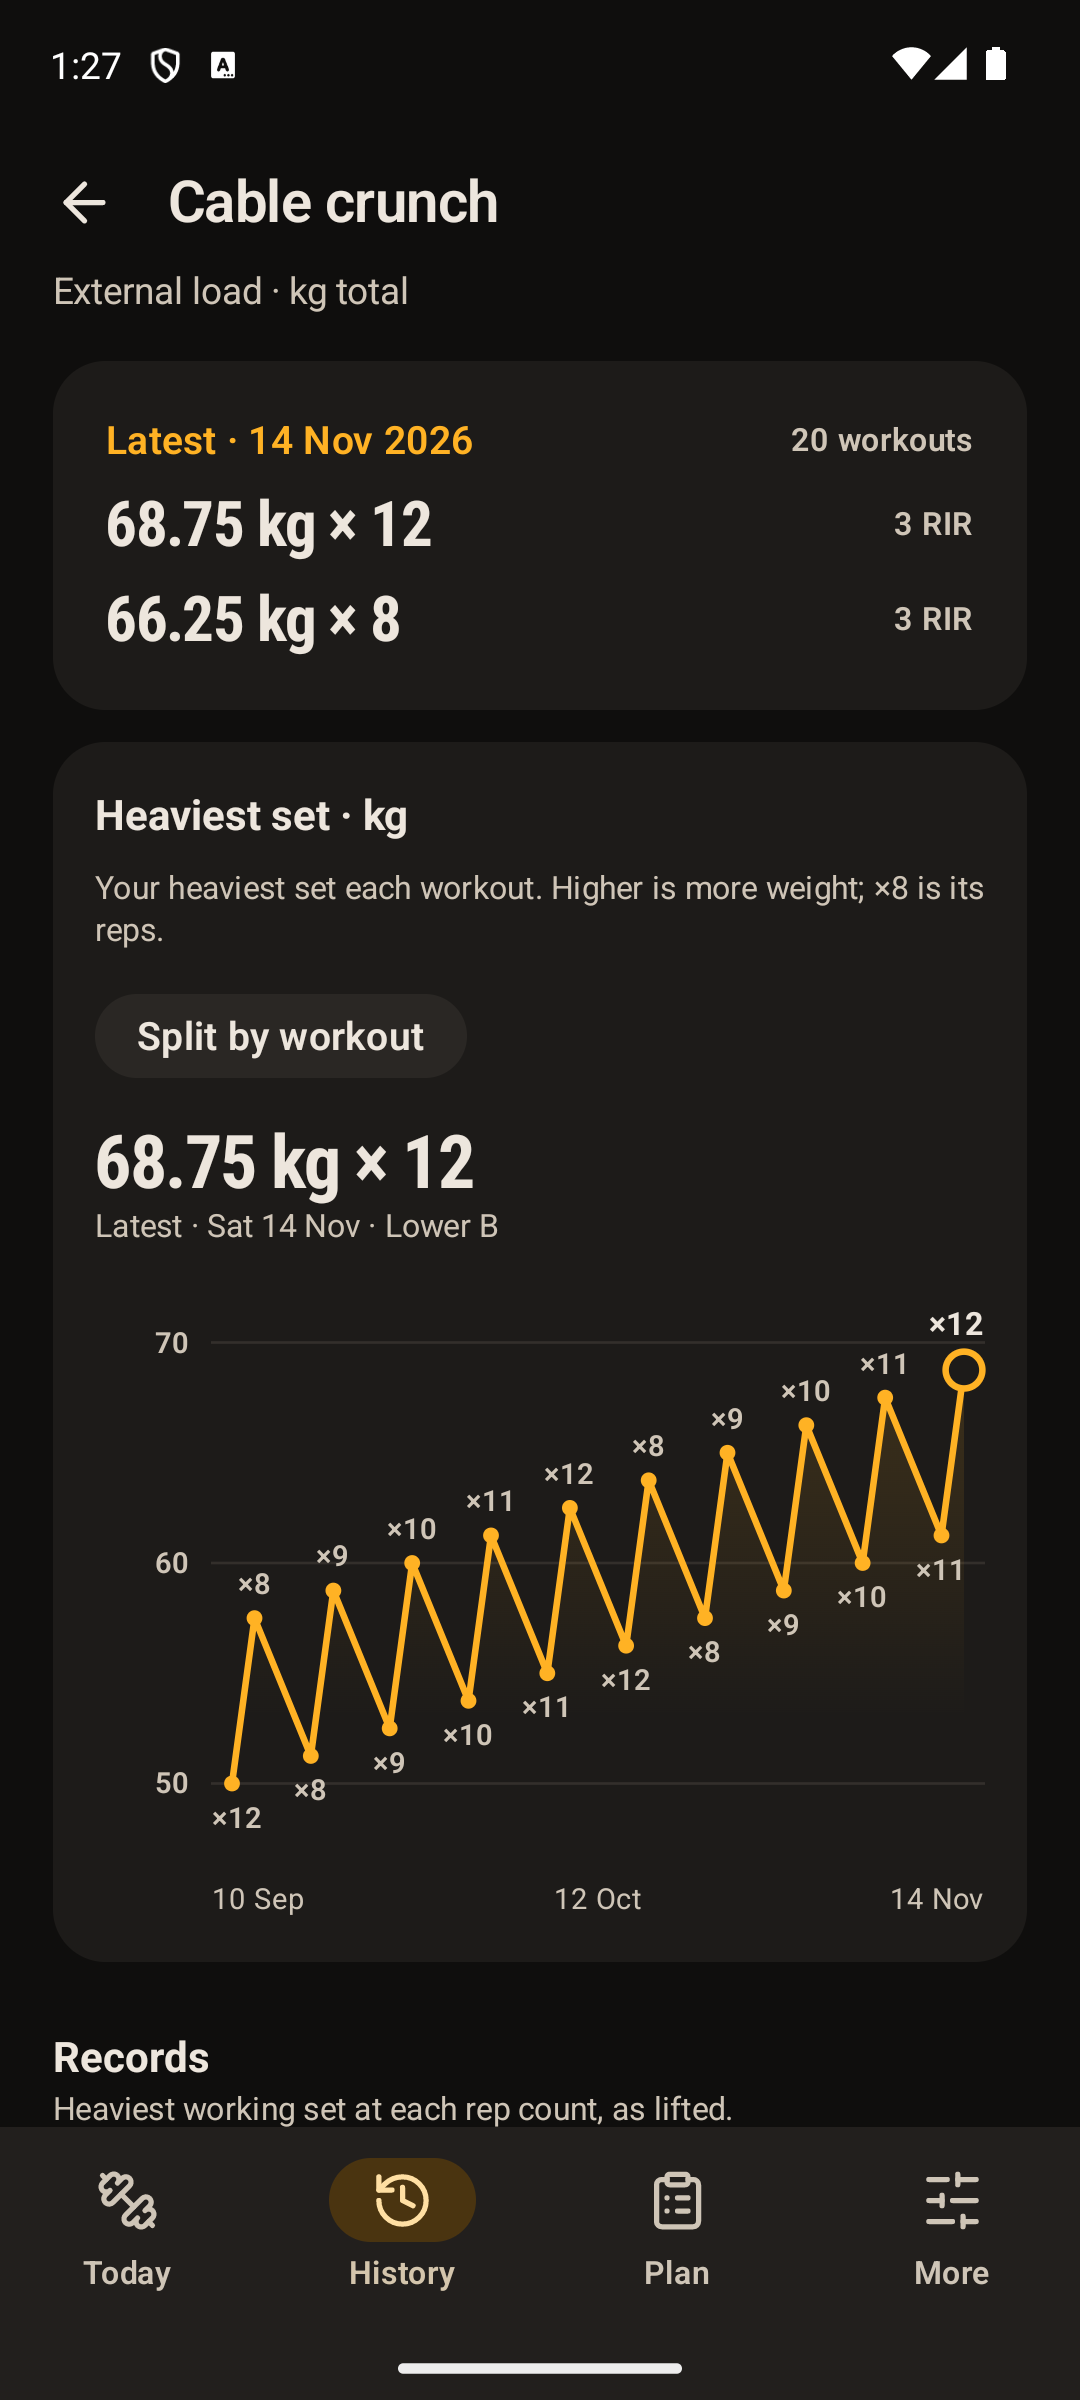 1:27
Cable crunch
External load · kg total
Latest · 14 Nov 2026
20 workouts
68.75 kg × 12
3 RIR
66.25 kg × 8
3 RIR
Heaviest set · kg
Your heaviest set each workout. Higher is more weight; ×8 is its
reps.
Split by workout
68.75 kg × 12
Latest · Sat 14 Nov · Lower B
×12
70
×11
×10
×9
×8
×12
×11
×10
×9
60
×11
×8
×10
×9
×8
×12
×11
×10
×9
50
×8
×12
10 Sep
12 Oct
14 Nov
Records
Heaviest working set at each rep count, as lifted.
Today
History
Plan
More